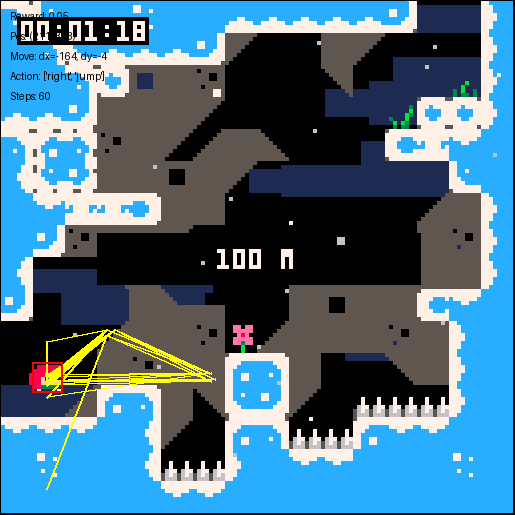 Reward: 0.05
00:01:18
Move: dx=-164, dy=-4
Action: ['right', 'jump']
Steps: 60
100 M